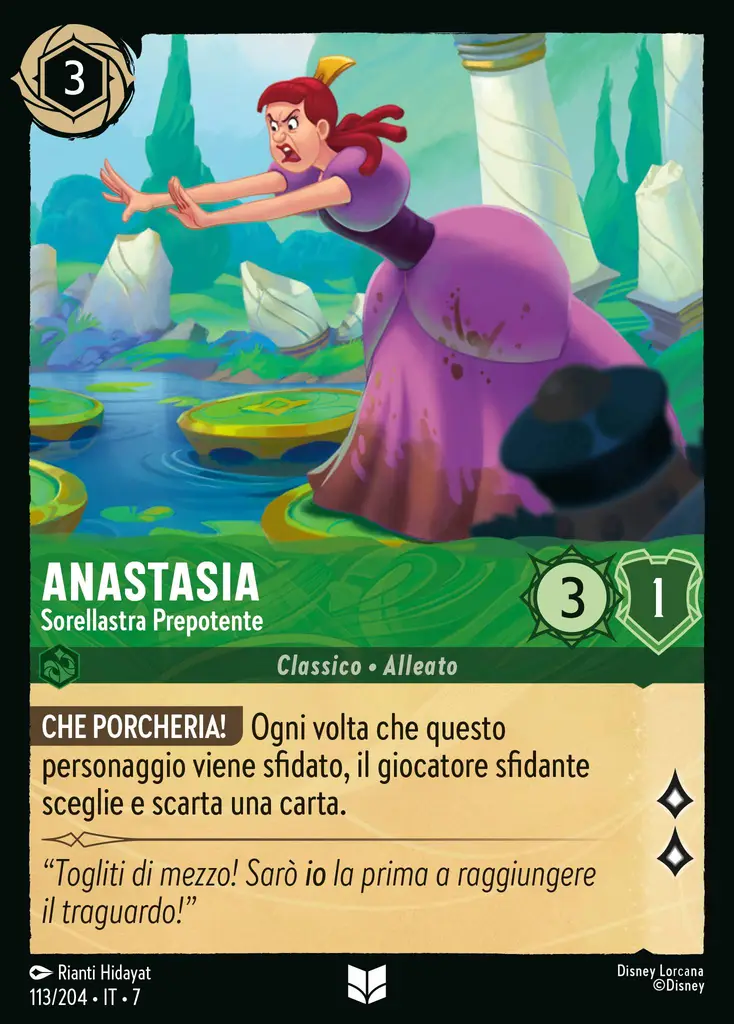 3
ANASTASIA
Sorellastra Prepotente
3
1
Classico • Alleato
CHE PORCHERIA! Ogni volta che questo
personaggio viene sfidato, il giocatore sfidante
sceglie e scarta una carta.
“Togliti di mezzo! Sarò io la prima a raggiungere
il traguardo!”
Rianti Hidayat
113/204 • IT • 7
Disney Lorcana
©Disney